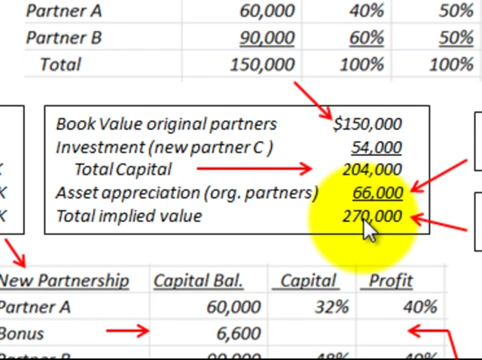 Partner A 60,000 40% 50%
Partner B 90,000 60% 50%
Total 150,000 100% 100%
Book Value original partners $150,000
Investment (new partner C ) 54,000
Total Capital 204,000
Asset appreciation (org. partners) 66,000
Total implied value 270,000
New Partnership Capital Bal. Capital Profit
Partner A 60,000 32% 40%
Bonus 6,600